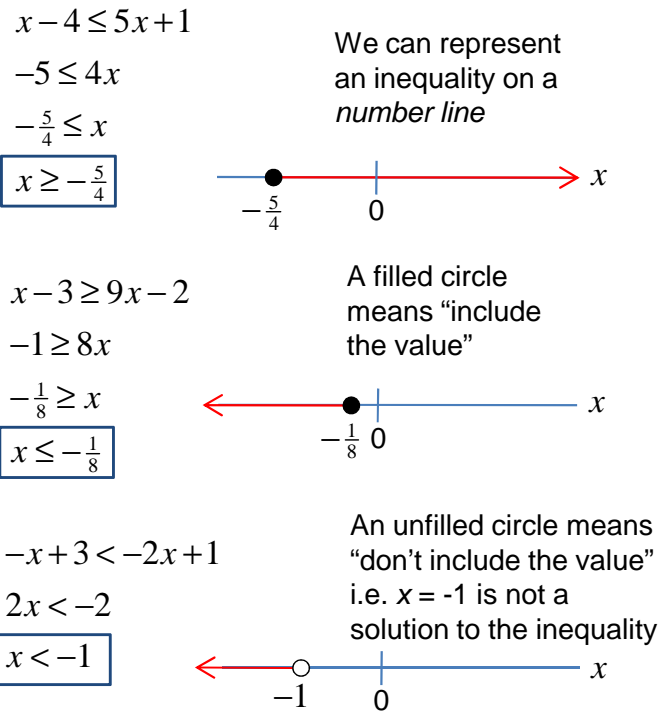 x − 4 ≤ 5x + 1
−5 ≤ 4x
−5/4 ≤ x
x ≥ −5/4
We can represent
an inequality on a
number line
x
−5/4 0
x − 3 ≥ 9x − 2
−1 ≥ 8x
−1/8 ≥ x
x ≤ −1/8
A filled circle
means “include
the value”
x
−1/8 0
−x + 3 < −2x + 1
2x < −2
x < −1
An unfilled circle means
“don’t include the value”
i.e. x = -1 is not a
solution to the inequality
x
−1 0